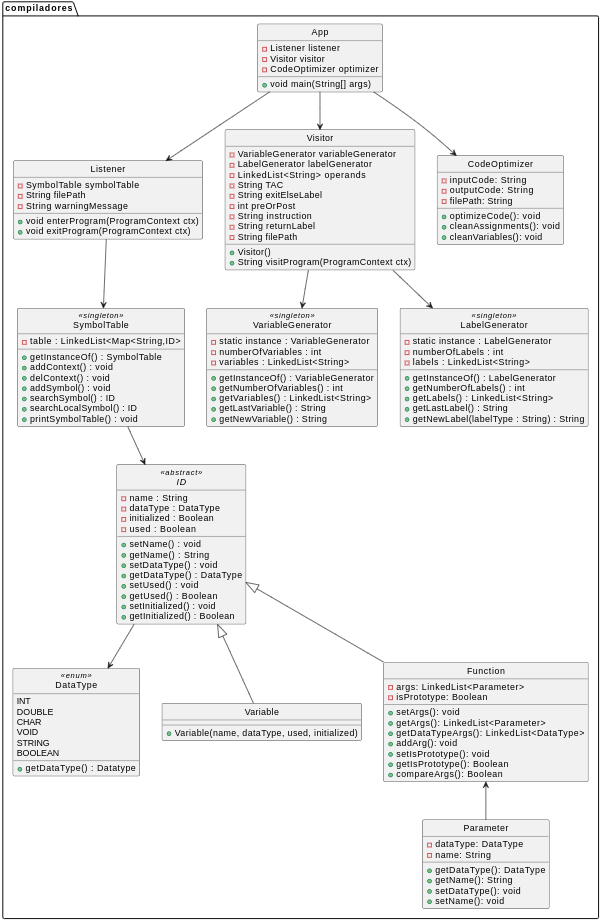 compiladores
App
Listener listener
Visitor visitor
CodeOptimizer optimizer
void main(String[] args)
Listener
SymbolTable symbolTable
String filePath
String warningMessage
void enterProgram(ProgramContext ctx)
void exitProgram(ProgramContext ctx)
Visitor
VariableGenerator variableGenerator
LabelGenerator labelGenerator
LinkedList<String> operands
String TAC
String exitElseLabel
int preOrPost
String instruction
String returnLabel
String filePath
Visitor()
String visitProgram(ProgramContext ctx)
CodeOptimizer
inputCode: String
outputCode: String
filePath: String
optimizeCode(): void
cleanAssignments(): void
cleanVariables(): void
«singleton»
SymbolTable
table : LinkedList<Map<String,ID>
getInstanceOf() : SymbolTable
addContext() : void
delContext() : void
addSymbol() : void
searchSymbol() : ID
searchLocalSymbol() : ID
printSymbolTable() : void
«singleton»
VariableGenerator
static instance : VariableGenerator
numberOfVariables : int
variables : LinkedList<String>
getInstanceOf() : VariableGenerator
getNumberOfVariables() : int
getVariables() : LinkedList<String>
getLastVariable() : String
getNewVariable() : String
«singleton»
LabelGenerator
static instance : LabelGenerator
numberOfLabels : int
labels : LinkedList<String>
getInstanceOf() : LabelGenerator
getNumberOfLabels() : int
getLabels() : LinkedList<String>
getLastLabel() : String
getNewLabel(labelType : String) : String
«abstract»
ID
name : String
dataType : DataType
initialized : Boolean
used : Boolean
setName() : void
getName() : String
setDataType() : void
getDataType() : DataType
setUsed() : void
getUsed() : Boolean
setInitialized() : void
getInitialized() : Boolean
«enum»
DataType
INT
DOUBLE
CHAR
VOID
STRING
BOOLEAN
getDataType() : Datatype
Variable
Variable(name, dataType, used, initialized)
Function
args: LinkedList<Parameter>
isPrototype: Boolean
setArgs(): void
getArgs(): LinkedList<Parameter>
getDataTypeArgs(): LinkedList<DataType>
addArg(): void
setIsPrototype(): void
getIsPrototype(): Boolean
compareArgs(): Boolean
Parameter
dataType: DataType
name: String
getDataType(): DataType
getName(): String
setDataType(): void
setName(): void